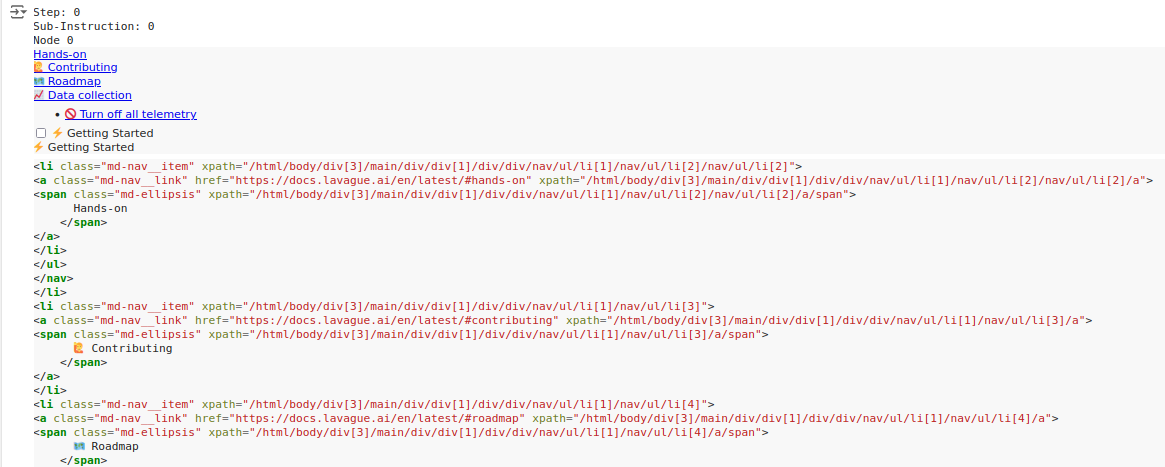 Step: 0
Sub-Instruction: 0
Node 0
Hands-on
🙋 Contributing
🗺️ Roadmap
📈 Data collection
• 🚫 Turn off all telemetry
⚡ Getting Started
⚡ Getting Started
<li class="md-nav__item" xpath="/html/body/div[3]/main/div/div[1]/div/div/nav/ul/li[1]/nav/ul/li[2]/nav/ul/li[2]">
<a class="md-nav__link" href="https://docs.lavague.ai/en/latest/#hands-on" xpath="/html/body/div[3]/main/div/div[1]/div/div/nav/ul/li[1]/nav/ul/li[2]/nav/ul/li[2]/a">
<span class="md-ellipsis" xpath="/html/body/div[3]/main/div/div[1]/div/div/nav/ul/li[1]/nav/ul/li[2]/nav/ul/li[2]/a/span">
Hands-on
</span>
</a>
</li>
</ul>
</nav>
</li>
<li class="md-nav__item" xpath="/html/body/div[3]/main/div/div[1]/div/div/nav/ul/li[1]/nav/ul/li[3]">
<a class="md-nav__link" href="https://docs.lavague.ai/en/latest/#contributing" xpath="/html/body/div[3]/main/div/div[1]/div/div/nav/ul/li[1]/nav/ul/li[3]/a">
<span class="md-ellipsis" xpath="/html/body/div[3]/main/div/div[1]/div/div/nav/ul/li[1]/nav/ul/li[3]/a/span">
🙋 Contributing
</span>
</a>
</li>
<li class="md-nav__item" xpath="/html/body/div[3]/main/div/div[1]/div/div/nav/ul/li[1]/nav/ul/li[4]">
<a class="md-nav__link" href="https://docs.lavague.ai/en/latest/#roadmap" xpath="/html/body/div[3]/main/div/div[1]/div/div/nav/ul/li[1]/nav/ul/li[4]/a">
<span class="md-ellipsis" xpath="/html/body/div[3]/main/div/div[1]/div/div/nav/ul/li[1]/nav/ul/li[4]/a/span">
🗺️ Roadmap
</span>